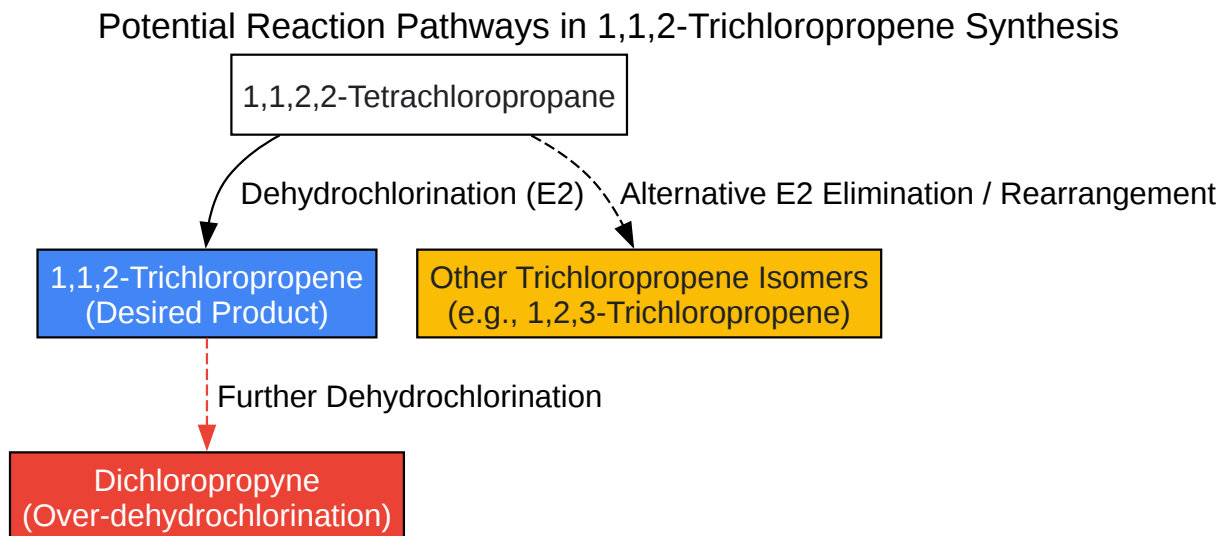 Potential Reaction Pathways in 1,1,2-Trichloropropene Synthesis
1,1,2,2-Tetrachloropropane
Dehydrochlorination (E2)
Alternative E2 Elimination / Rearrangement
1,1,2-Trichloropropene
(Desired Product)
Other Trichloropropene Isomers
(e.g., 1,2,3-Trichloropropene)
Further Dehydrochlorination
Dichloropropyne
(Over-dehydrochlorination)